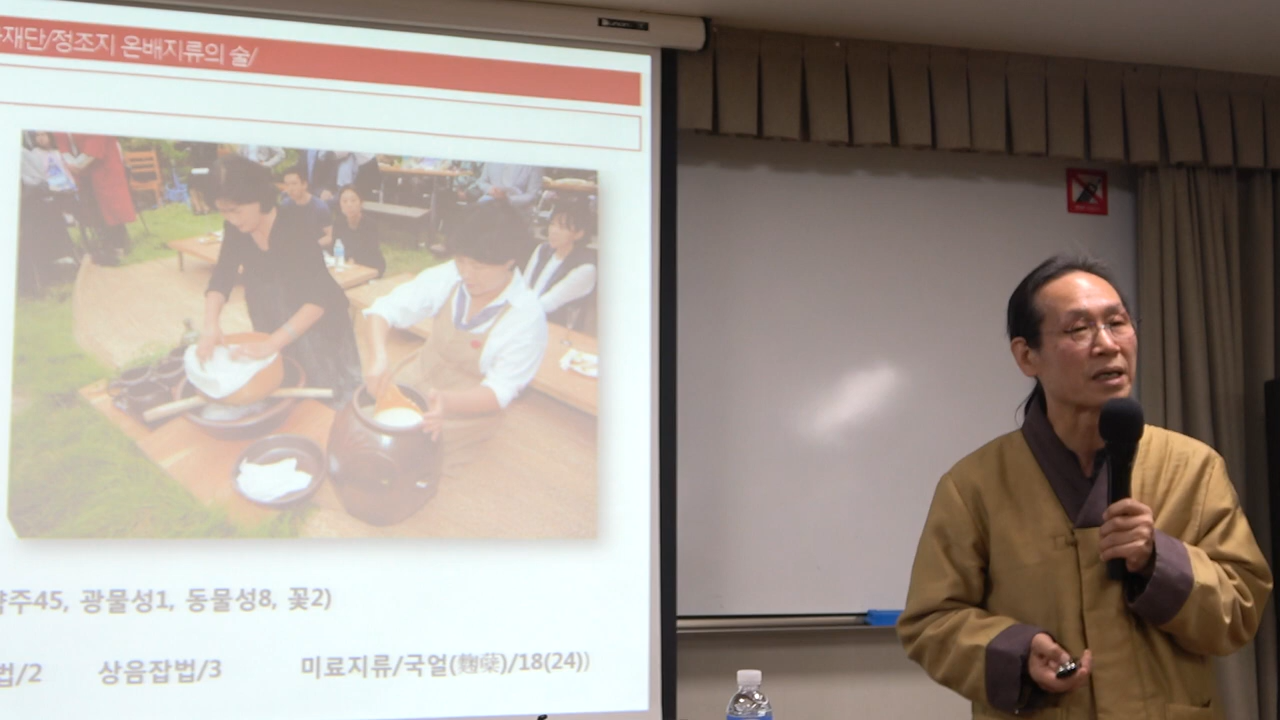 재단/정조지 온배지류의 술/
약주45, 광물성1, 동물성8, 꽃2)
법/2 상음잡법/3 미료지류/국얼(麴蘖)/18(24))